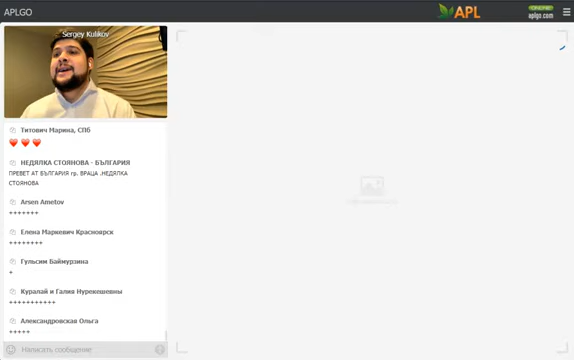 APLGO
APL
ONLINE
aplgo.com
Sergey Kulikov
Титович Марина, СПб
НЕДЯЛКА СТОЯНОВА - БЪЛГАРИЯ
ПРЕВЕТ АТ БЪЛГАРИЯ гр. ВРАЦА .НЕДЯЛКА
СТОЯНОВА
Arsen Ametov
+++++++
Елена Маркевич Красноярск
++++++++
Гульсим Баймурзина
+
Куралай и Галия Нурекешевны
+++++++++++
Александровская Ольга
+++++
Написать сообщение